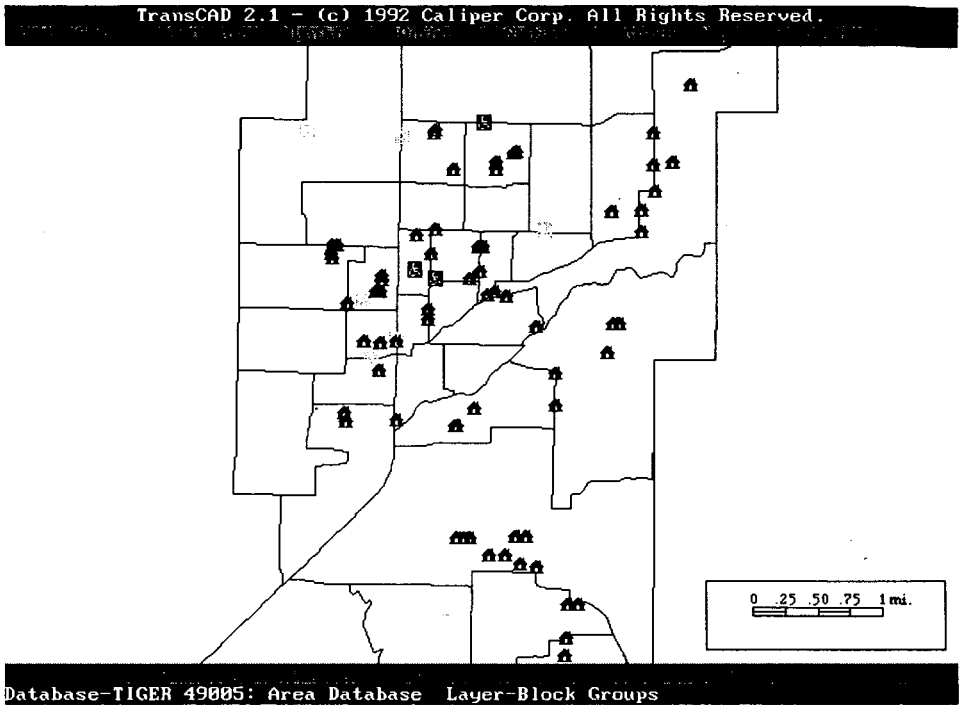 TransCAD 2.1 - (c) 1992 Caliper Corp. All Rights Reserved.
0 .25 .50 .75 1 mi.
Database-TIGER 49005: Area Database Layer-Block Groups